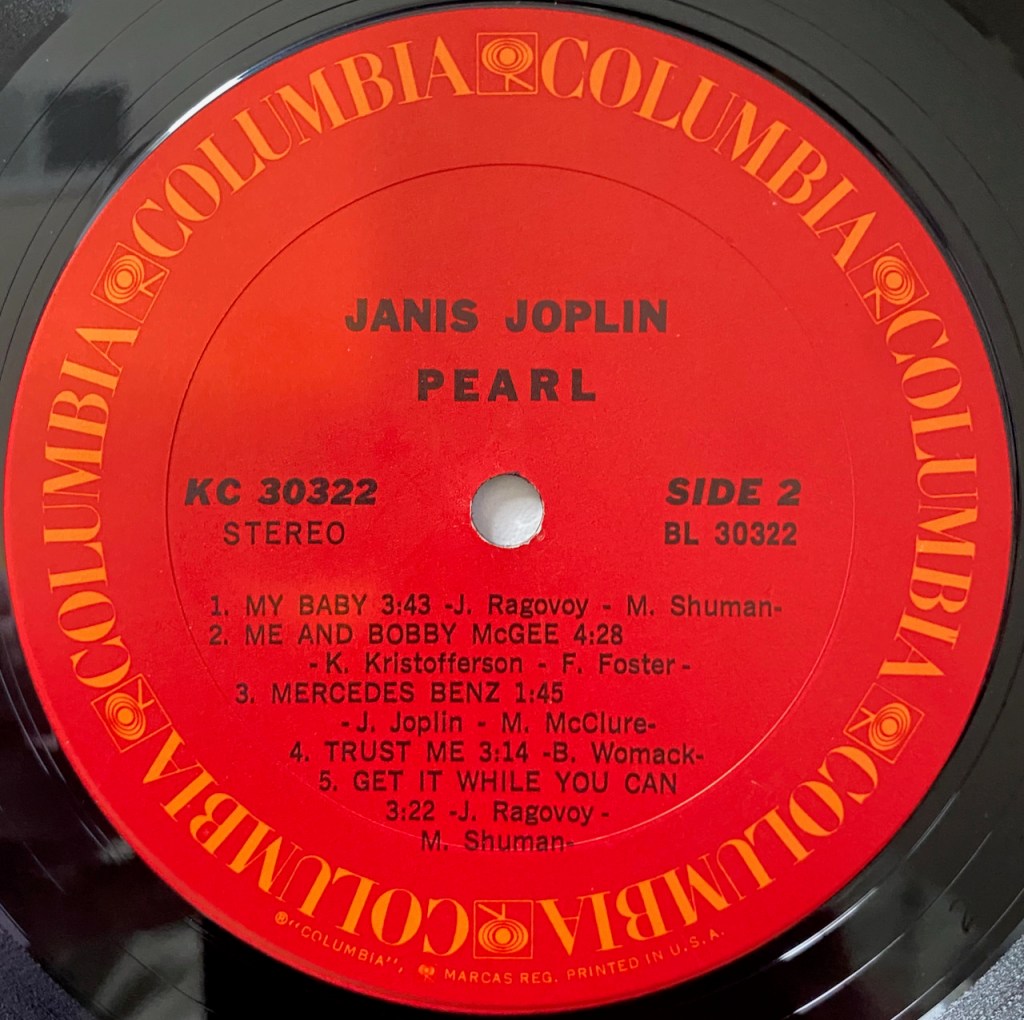 COLUMBIA COLUMBIA COLUMBIA COLUMBIA COLUMBIA COLUMBIA
JANIS JOPLIN
PEARL
KC 30322
STEREO
SIDE 2
BL 30322
1. MY BABY 3:43 -J. Ragovoy - M. Shuman-
2. ME AND BOBBY McGEE 4:28
-K. Kristofferson - F. Foster-
3. MERCEDES BENZ 1:45
-J. Joplin - M. McClure-
4. TRUST ME 3:14 -B. Womack-
5. GET IT WHILE YOU CAN
3:22 -J. Ragovoy -
M. Shuman-
® "COLUMBIA", MARCAS REG. PRINTED IN U.S.A.